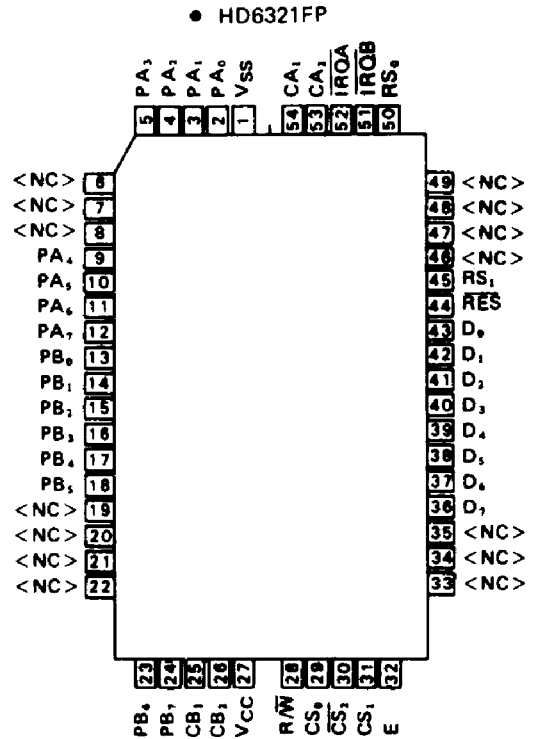 ● HD6321FP
PA₃ PA₂ PA₁ PA₀ VSS CA₁ CA₂ I̅R̅Q̅A̅ I̅R̅Q̅B̅ RS₀
5 4 3 2 1 54 53 52 51 50
<NC> 6
<NC> 7
<NC> 8
PA₄ 9
PA₅ 10
PA₆ 11
PA₇ 12
PB₀ 13
PB₁ 14
PB₂ 15
PB₃ 16
PB₄ 17
PB₅ 18
<NC> 19
<NC> 20
<NC> 21
<NC> 22
49 <NC>
48 <NC>
47 <NC>
46 <NC>
45 RS₁
44 R̅E̅S̅
43 D₀
42 D₁
41 D₂
40 D₃
39 D₄
38 D₅
37 D₆
36 D₇
35 <NC>
34 <NC>
33 <NC>
23 24 25 26 27 28 29 30 31 32
PB₆ PB₇ CB₁ CB₂ VCC R/W̅ CS₀ C̅S̅₂ CS₁ E